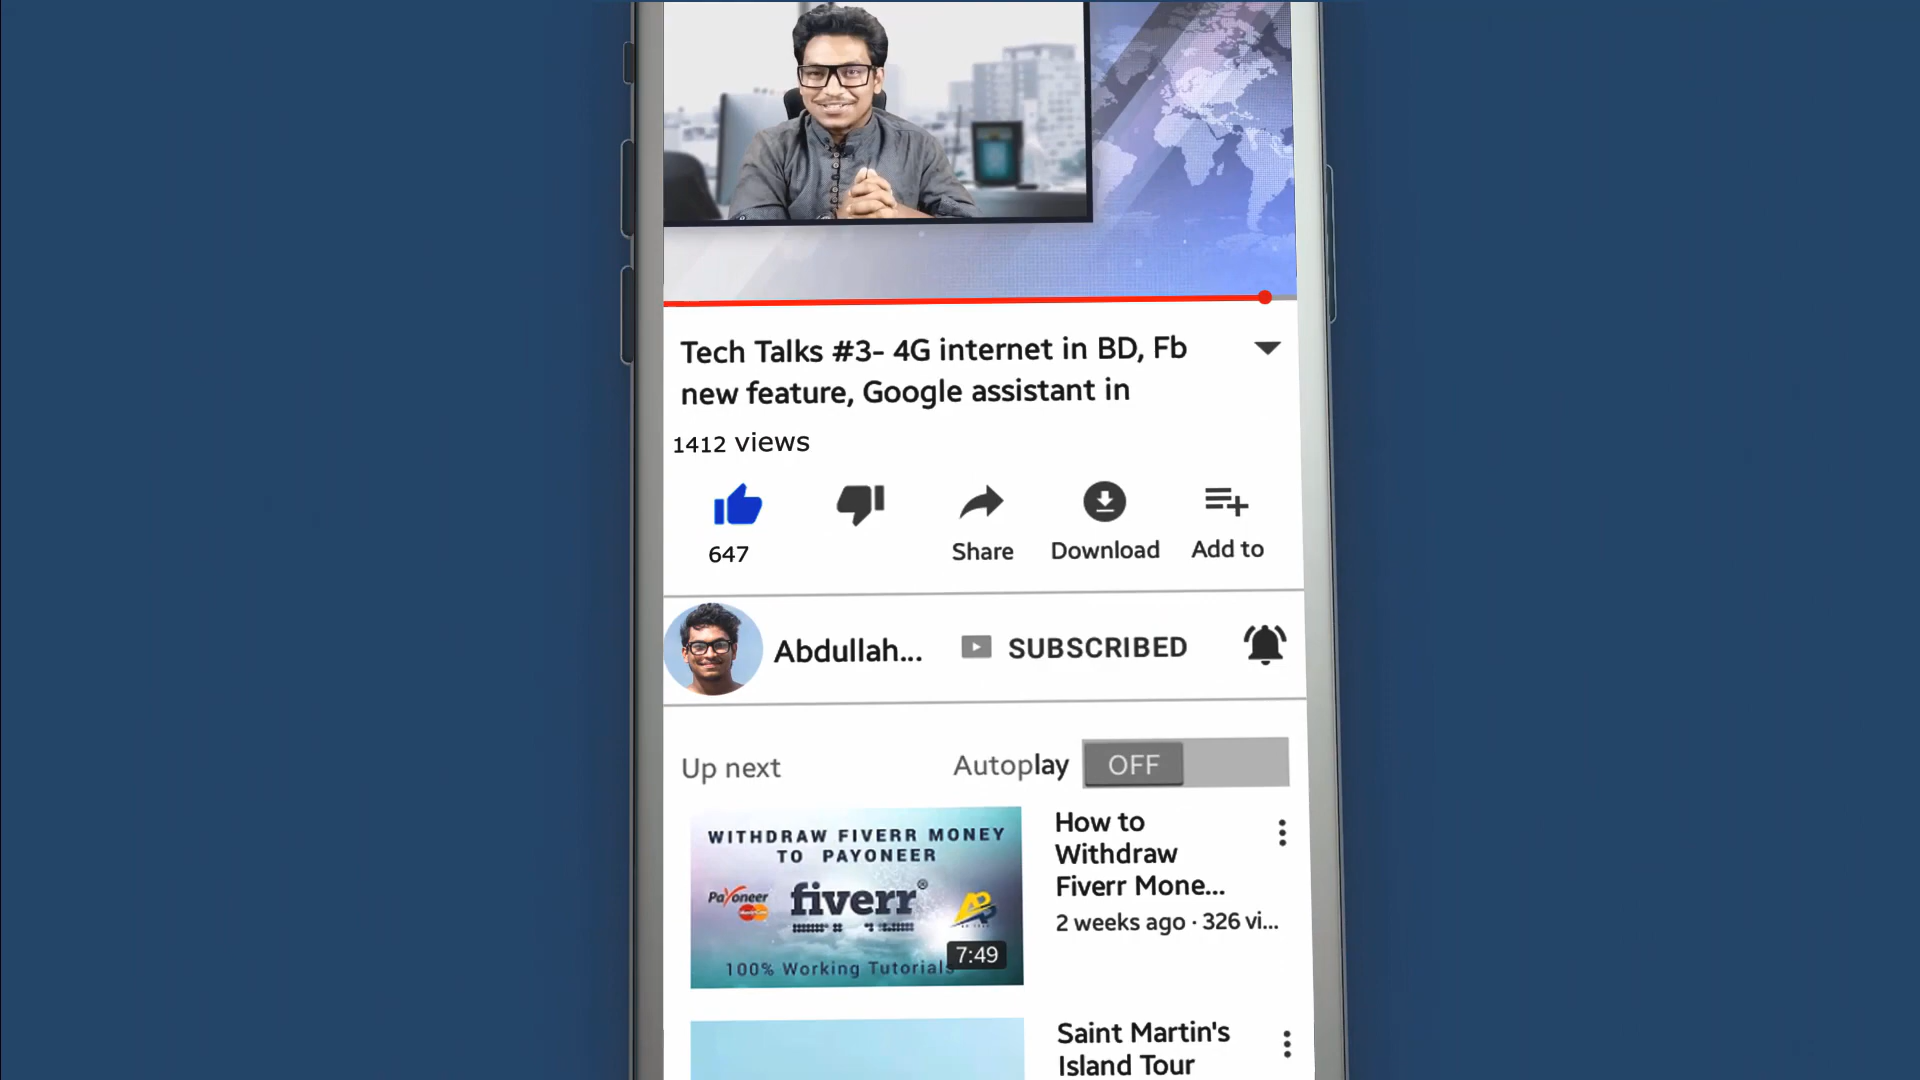 Tech Talks #3- 4G internet in BD, Fb
new feature, Google assistant in
1412 views
647
Share
Download
Add to
Abdullah...
SUBSCRIBED
Up next
Autoplay
OFF
WITHDRAW FIVERR MONEY
TO PAYONEER
Payoneer
fiverr®
7:49
100% Working Tutorials
How to
Withdraw
Fiverr Mone...
2 weeks ago · 326 vi...
Saint Martin's
Island Tour